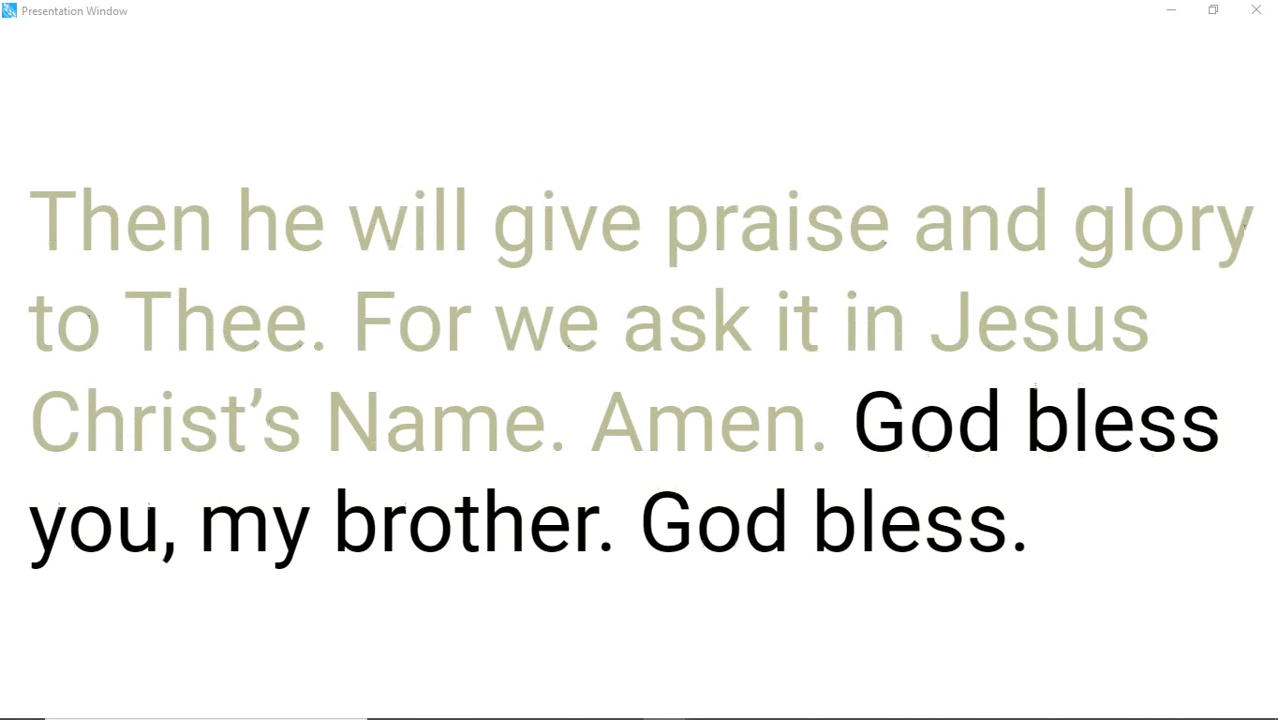 Presentation Window
Then he will give praise and glory
to Thee. For we ask it in Jesus
Christ’s Name. Amen. God bless
you, my brother. God bless.